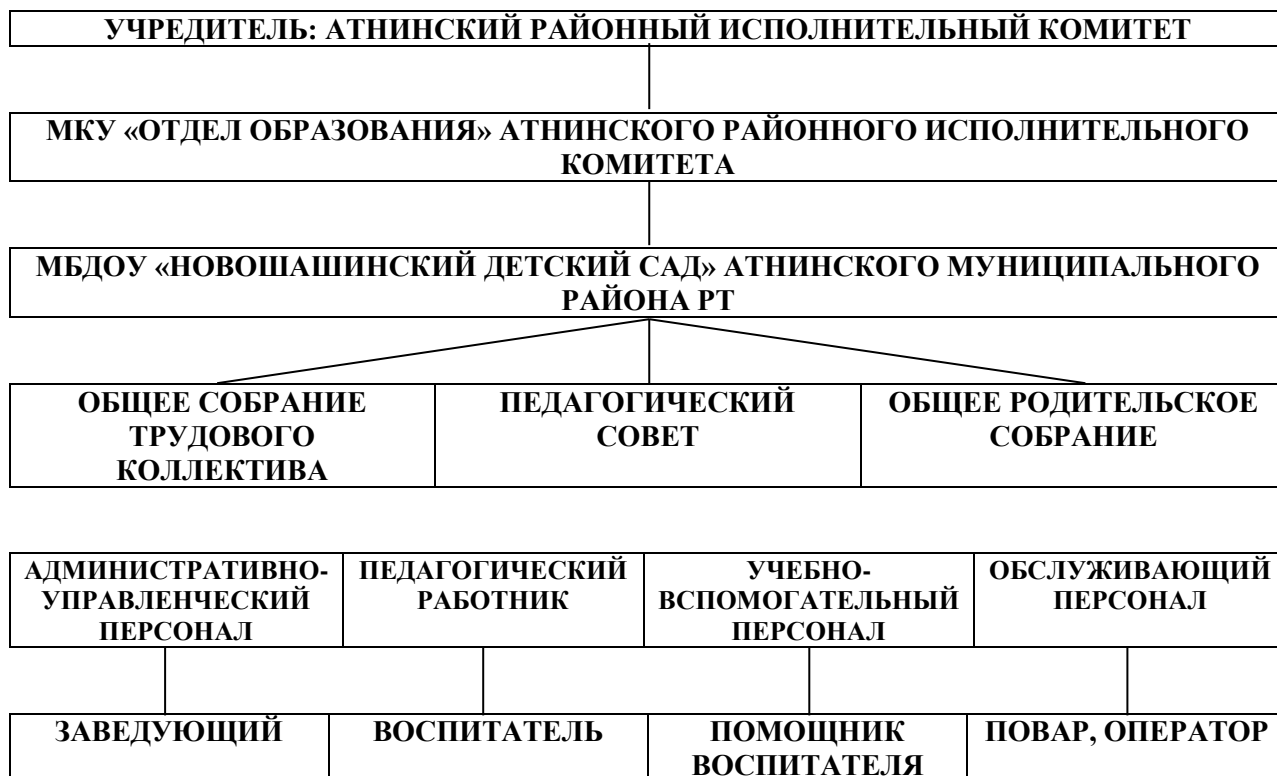 УЧРЕДИТЕЛЬ: АТНИНСКИЙ РАЙОННЫЙ ИСПОЛНИТЕЛЬНЫЙ КОМИТЕТ
МКУ «ОТДЕЛ ОБРАЗОВАНИЯ» АТНИНСКОГО РАЙОННОГО ИСПОЛНИТЕЛЬНОГО
КОМИТЕТА
МБДОУ «НОВОШАШИНСКИЙ ДЕТСКИЙ САД» АТНИНСКОГО МУНИЦИПАЛЬНОГО
РАЙОНА РТ
ОБЩЕЕ СОБРАНИЕ
ТРУДОВОГО
КОЛЛЕКТИВА
ПЕДАГОГИЧЕСКИЙ
СОВЕТ
ОБЩЕЕ РОДИТЕЛЬСКОЕ
СОБРАНИЕ
АДМИНИСТРАТИВНО-
УПРАВЛЕНЧЕСКИЙ
ПЕРСОНАЛ
ПЕДАГОГИЧЕСКИЙ
РАБОТНИК
УЧЕБНО-
ВСПОМОГАТЕЛЬНЫЙ
ПЕРСОНАЛ
ОБСЛУЖИВАЮЩИЙ
ПЕРСОНАЛ
ЗАВЕДУЮЩИЙ
ВОСПИТАТЕЛЬ
ПОМОЩНИК
ВОСПИТАТЕЛЯ
ПОВАР, ОПЕРАТОР